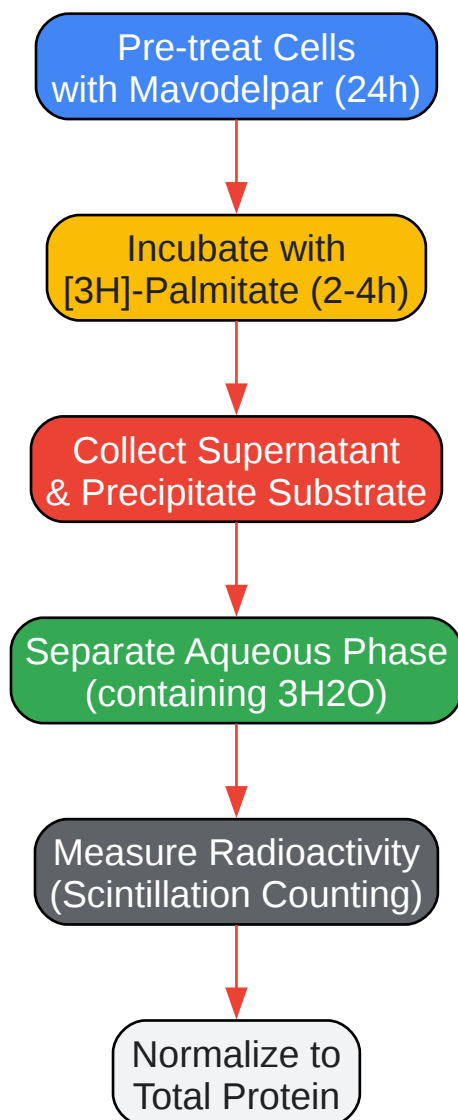 Pre-treat Cells
with Mavodelpar (24h)
Incubate with
[3H]-Palmitate (2-4h)
Collect Supernatant
& Precipitate Substrate
Separate Aqueous Phase
(containing 3H2O)
Measure Radioactivity
(Scintillation Counting)
Normalize to
Total Protein